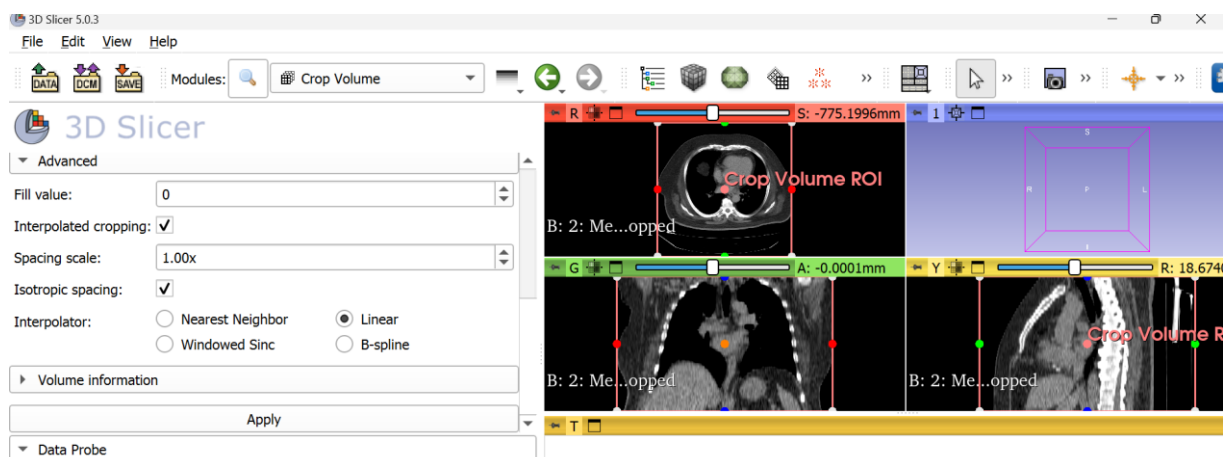 3D Slicer 5.0.3
File Edit View Help
DATA DCM SAVE Modules: Crop Volume
3D Slicer
Advanced
Fill value: 0
Interpolated cropping:
Spacing scale: 1.00x
Isotropic spacing:
Interpolator: Nearest Neighbor Linear
Windowed Sinc B-spline
Volume information
Apply
Data Probe
R S: -775.1996mm
Crop Volume ROI
B: 2: Me...opped
1
S
R P L
I
G A: -0.0001mm
B: 2: Me...opped
Y R: 18.6740
Crop Volume R
B: 2: Me...opped
T